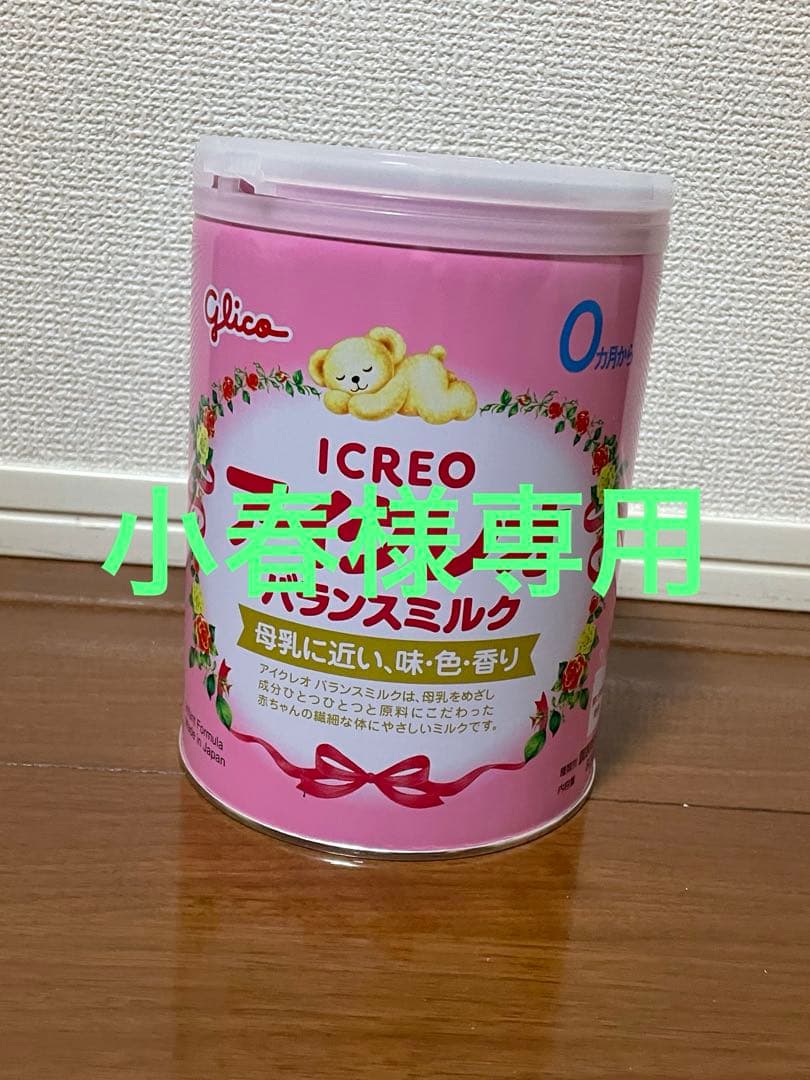 Glico
0カ月から
ICREO
小春様専用
バランスミルク
母乳に近い、味・色・香り
アイクレオ バランスミルクは、母乳をめざし
成分ひとつひとつと原料にこだわった
赤ちゃんの繊細な体にやさしいミルクです。
Formula
Made in Japan
内容量